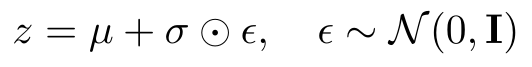 z = μ + σ ⊙ ϵ, ϵ ∼ 𝒩(0, 𝐈)